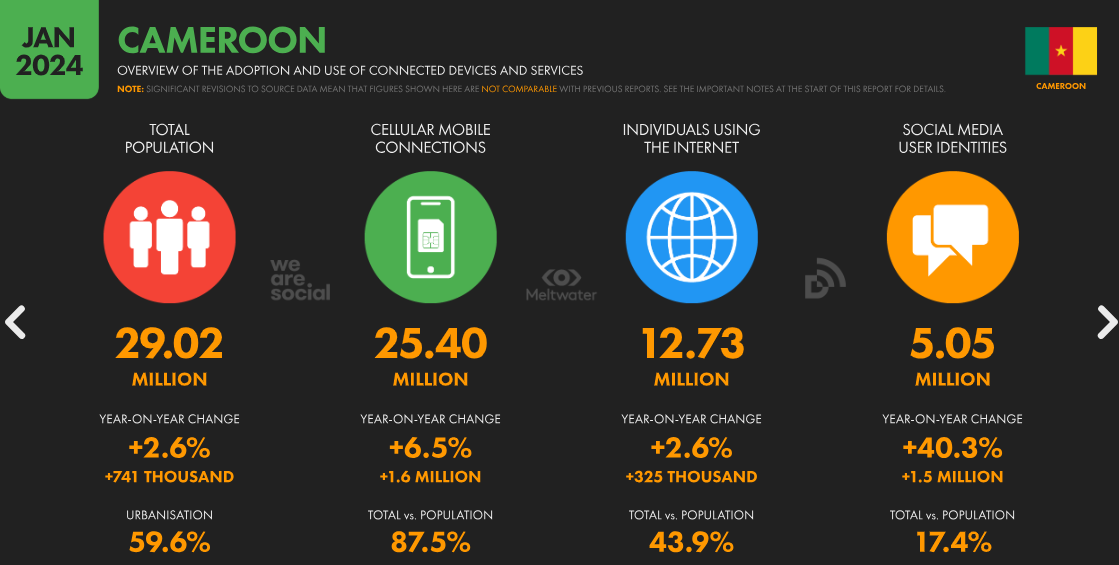 JAN
2024
CAMEROON
OVERVIEW OF THE ADOPTION AND USE OF CONNECTED DEVICES AND SERVICES
NOTE: SIGNIFICANT REVISIONS TO SOURCE DATA MEAN THAT FIGURES SHOWN HERE ARE NOT COMPARABLE WITH PREVIOUS REPORTS. SEE THE IMPORTANT NOTES AT THE START OF THIS REPORT FOR DETAILS.
CAMEROON
TOTAL
POPULATION
29.02
MILLION
YEAR-ON-YEAR CHANGE
+2.6%
+741 THOUSAND
URBANISATION
59.6%
we
are
social
CELLULAR MOBILE
CONNECTIONS
25.40
MILLION
YEAR-ON-YEAR CHANGE
+6.5%
+1.6 MILLION
TOTAL vs. POPULATION
87.5%
Meltwater
INDIVIDUALS USING
THE INTERNET
12.73
MILLION
YEAR-ON-YEAR CHANGE
+2.6%
+325 THOUSAND
TOTAL vs. POPULATION
43.9%
SOCIAL MEDIA
USER IDENTITIES
5.05
MILLION
YEAR-ON-YEAR CHANGE
+40.3%
+1.5 MILLION
TOTAL vs. POPULATION
17.4%